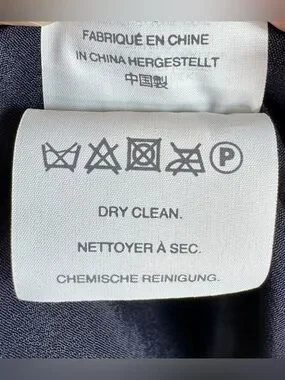 FABRIQUÉ EN CHINE
IN CHINA HERGESTELLT
中国製
P
DRY CLEAN.
NETTOYER À SEC.
CHEMISCHE REINIGUNG.